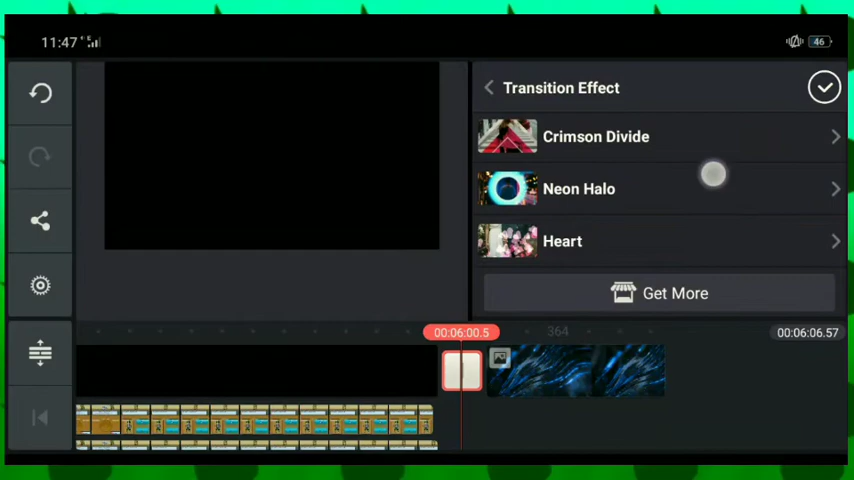 11:47
46
Transition Effect
Crimson Divide
Neon Halo
Heart
Get More
00:06:00.5
364
00:06:06.57